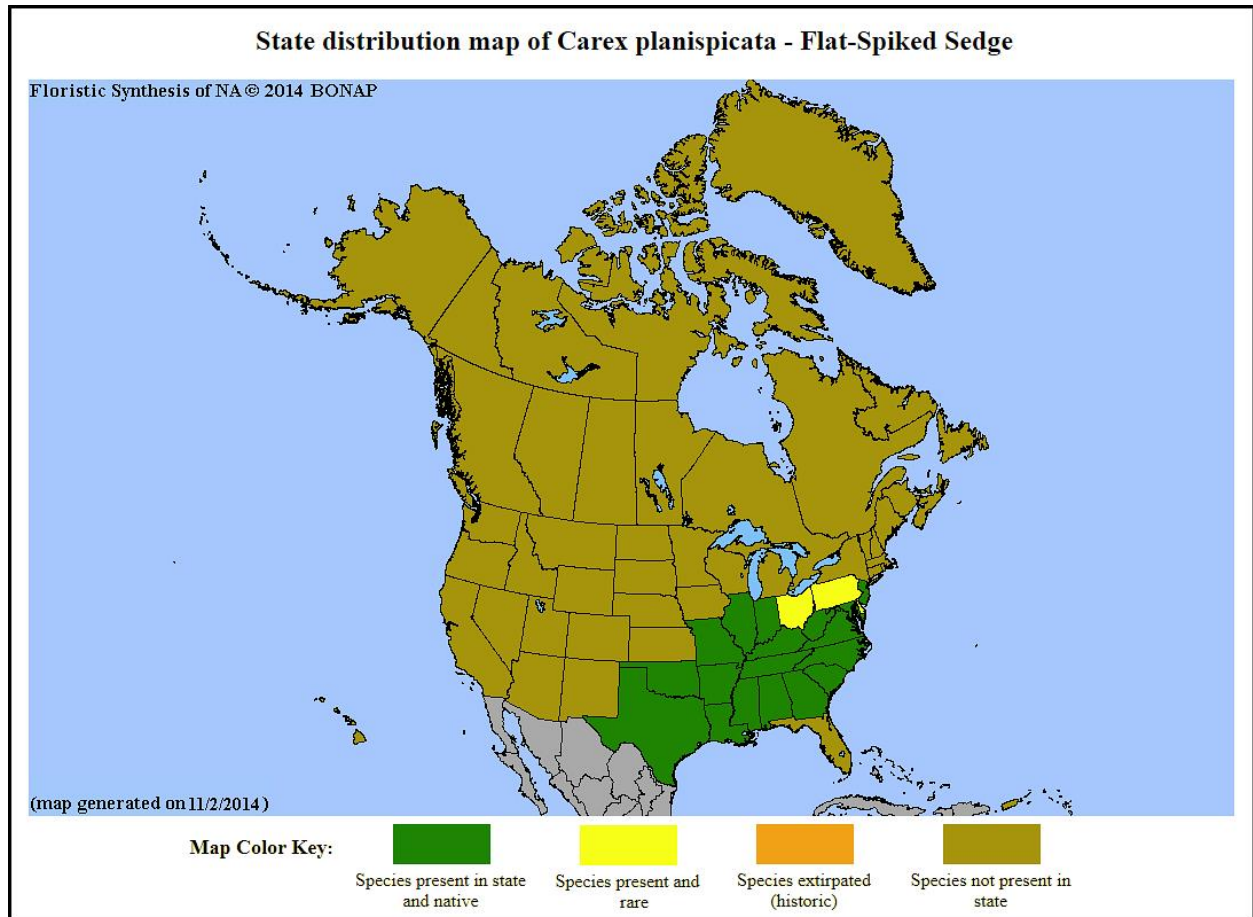 State distribution map of Carex planispicata - Flat-Spiked Sedge
Floristic Synthesis of NA © 2014 BONAP
(map generated on 11/2/2014)
Map Color Key:
Species present in state
and native
Species present and
rare
Species extirpated
(historic)
Species not present in
state